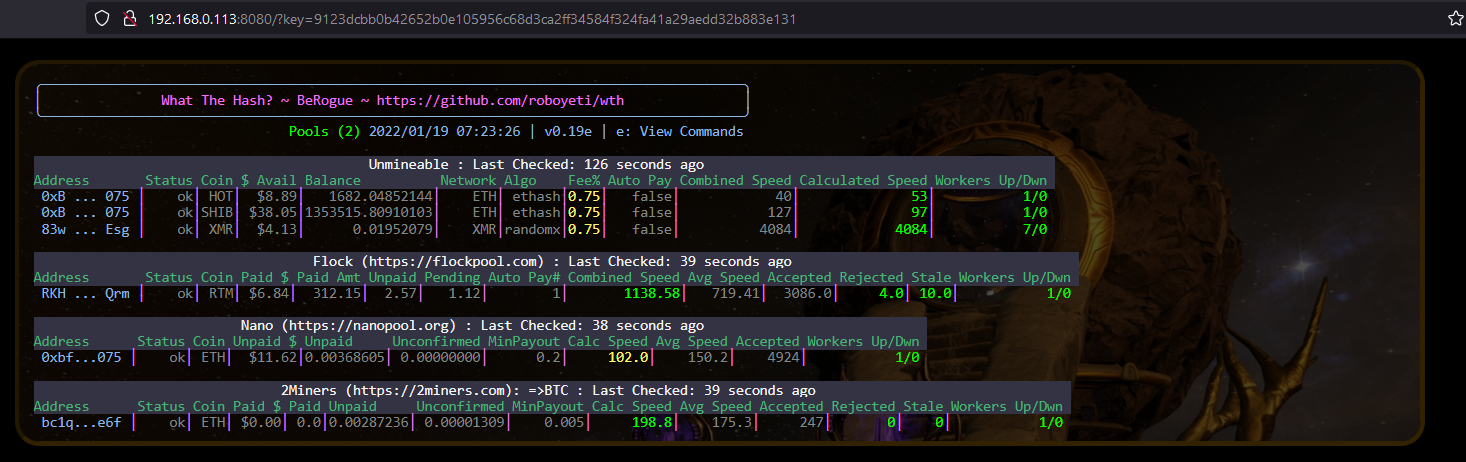 192.168.0.113:8080/?key=9123dcbb0b42652b0e105956c68d3ca2ff34584f324fa41a29aedd32b883e131
What The Hash? ~ BeRogue ~ https://github.com/roboyeti/wth
Pools (2) 2022/01/19 07:23:26 | v0.19e | e: View Commands
Unmineable : Last Checked: 126 seconds ago
Address Status Coin $ Avail Balance Network Algo Fee% Auto Pay Combined Speed Calculated Speed Workers Up/Dwn
0xB ... 075 | ok| HOT| $8.89| 1682.04852144| ETH| ethash|0.75| false| 40| 53| 1/0
0xB ... 075 | ok|SHIB| $38.05|1353515.80910103| ETH| ethash|0.75| false| 127| 97| 1/0
83w ... Esg | ok| XMR| $4.13| 0.01952079| XMR|randomx|0.75| false| 4084| 4084| 7/0
Flock (https://flockpool.com) : Last Checked: 39 seconds ago
Address Status Coin Paid $ Paid Amt Unpaid Pending Auto Pay# Combined Speed Avg Speed Accepted Rejected Stale Workers Up/Dwn
RKH ... Qrm | ok| RTM| $6.84| 312.15| 2.57| 1.12| 1| 1138.58| 719.41| 3086.0| 4.0| 10.0| 1/0
Nano (https://nanopool.org) : Last Checked: 38 seconds ago
Address Status Coin Unpaid $ Unpaid Unconfirmed MinPayout Calc Speed Avg Speed Accepted Workers Up/Dwn
0xbf...075 | ok| ETH| $11.62|0.00368605| 0.00000000| 0.2| 102.0| 150.2| 4924| 1/0
2Miners (https://2miners.com): =>BTC : Last Checked: 39 seconds ago
Address Status Coin Paid $ Paid Unpaid Unconfirmed MinPayout Calc Speed Avg Speed Accepted Rejected Stale Workers Up/Dwn
bc1q...e6f | ok| ETH| $0.00| 0.0|0.00287236| 0.00001309| 0.005| 198.8| 175.3| 247| 0| 0| 1/0